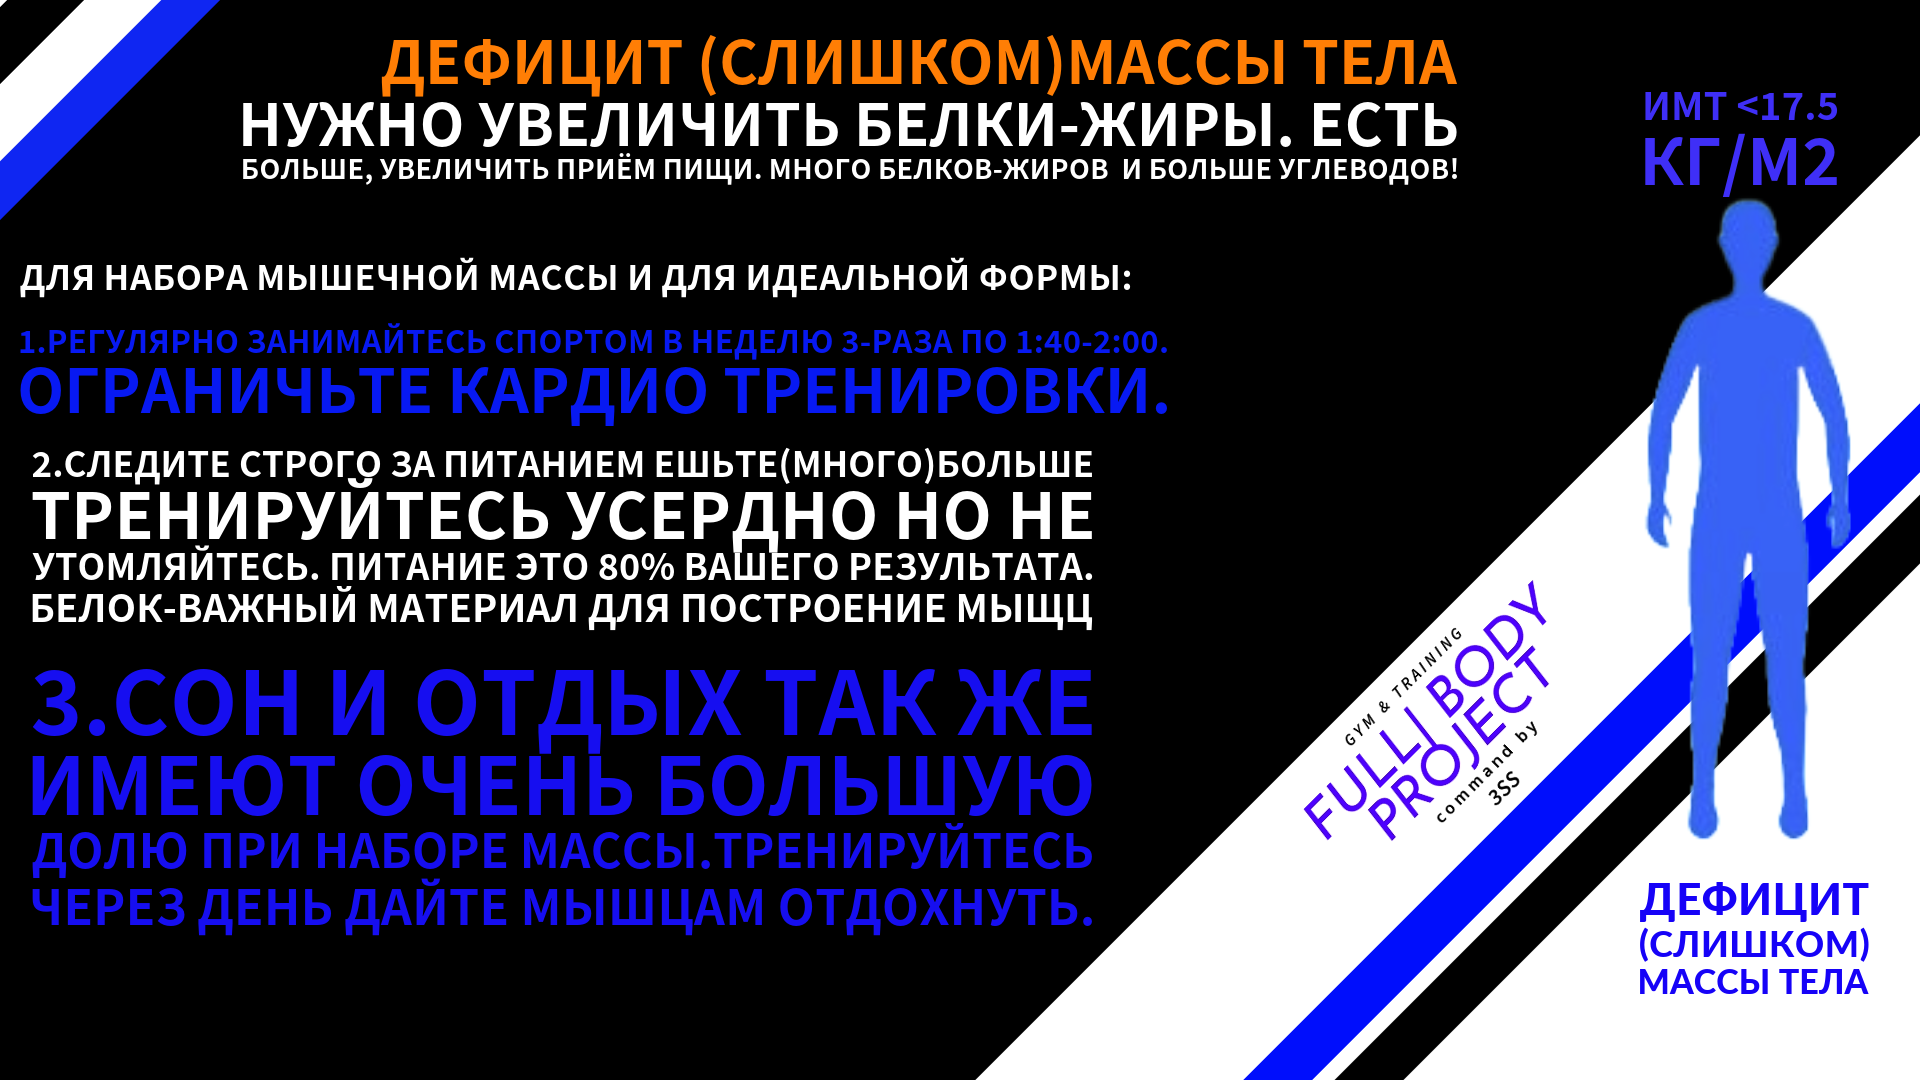 ДЕФИЦИТ (СЛИШКОМ)МАССЫ ТЕЛА
НУЖНО УВЕЛИЧИТЬ БЕЛКИ-ЖИРЫ. ЕСТЬ
БОЛЬШЕ, УВЕЛИЧИТЬ ПРИЁМ ПИЩИ. МНОГО БЕЛКОВ-ЖИРОВ И БОЛЬШЕ УГЛЕВОДОВ!
ИМТ <17.5
КГ/М2
ДЛЯ НАБОРА МЫШЕЧНОЙ МАССЫ И ДЛЯ ИДЕАЛЬНОЙ ФОРМЫ:
1.РЕГУЛЯРНО ЗАНИМАЙТЕСЬ СПОРТОМ В НЕДЕЛЮ 3-РАЗА ПО 1:40-2:00.
ОГРАНИЧЬТЕ КАРДИО ТРЕНИРОВКИ.
2.СЛЕДИТЕ СТРОГО ЗА ПИТАНИЕМ ЕШЬТЕ(МНОГО)БОЛЬШЕ
ТРЕНИРУЙТЕСЬ УСЕРДНО НО НЕ
УТОМЛЯЙТЕСЬ. ПИТАНИЕ ЭТО 80% ВАШЕГО РЕЗУЛЬТАТА.
БЕЛОК-ВАЖНЫЙ МАТЕРИАЛ ДЛЯ ПОСТРОЕНИЕ МЫЩЦ
3.СОН И ОТДЫХ ТАК ЖЕ
ИМЕЮТ ОЧЕНЬ БОЛЬШУЮ
ДОЛЮ ПРИ НАБОРЕ МАССЫ.ТРЕНИРУЙТЕСЬ
ЧЕРЕЗ ДЕНЬ ДАЙТЕ МЫШЦАМ ОТДОХНУТЬ.
GYM & TRAINING
FULL| BODY
PROJECT
command by
3SS
ДЕФИЦИТ
(СЛИШКОМ)
МАССЫ ТЕЛА